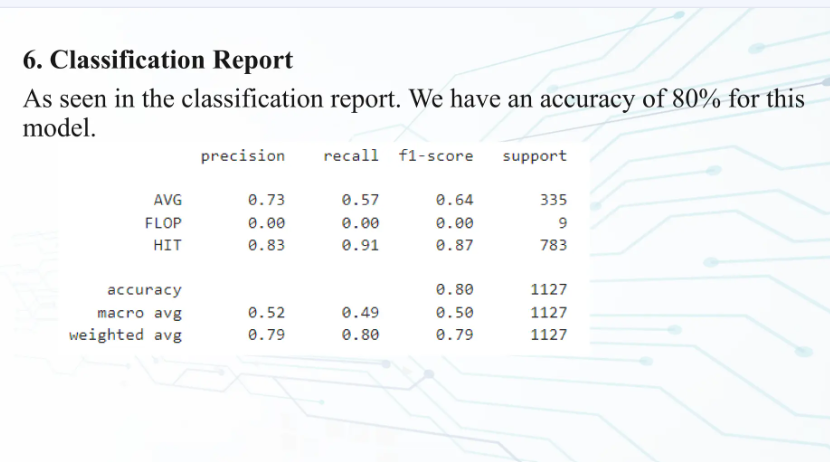 6. Classification Report
As seen in the classification report. We have an accuracy of 80% for this
model.
precision recall f1-score support
AVG 0.73 0.57 0.64 335
FLOP 0.00 0.00 0.00 9
HIT 0.83 0.91 0.87 783
accuracy 0.80 1127
macro avg 0.52 0.49 0.50 1127
weighted avg 0.79 0.80 0.79 1127